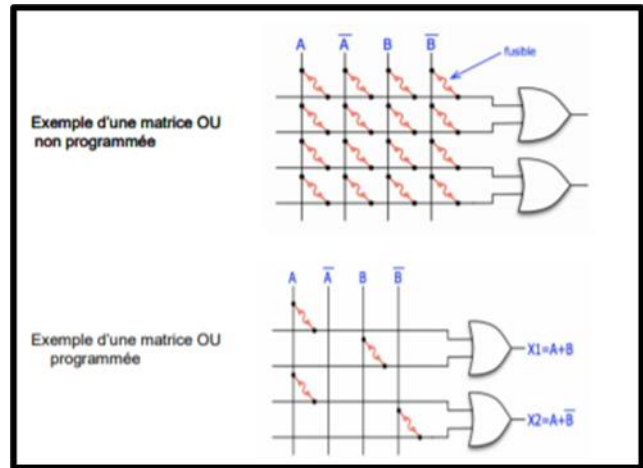 A A̅ B B̅
fusible
Exemple d'une matrice OU
non programmée
A A̅ B B̅
Exemple d'une matrice OU
programmée
X1=A+B
X2=A+B̅